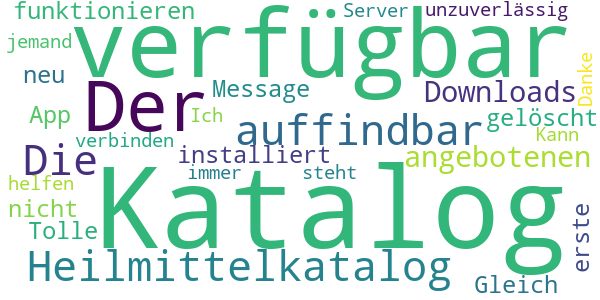 funktionieren
Server
unzuverlässig
verfügbar
jemand
neu
Der
Message
Downloads
Danke
App
Ich
auffindbar
gelöscht
Kann
verbinden
Die
installiert
angebotenen
immer
steht
helfen
Katalog
nicht
Tolle
erste
Heilmittelkatalog
Gleich